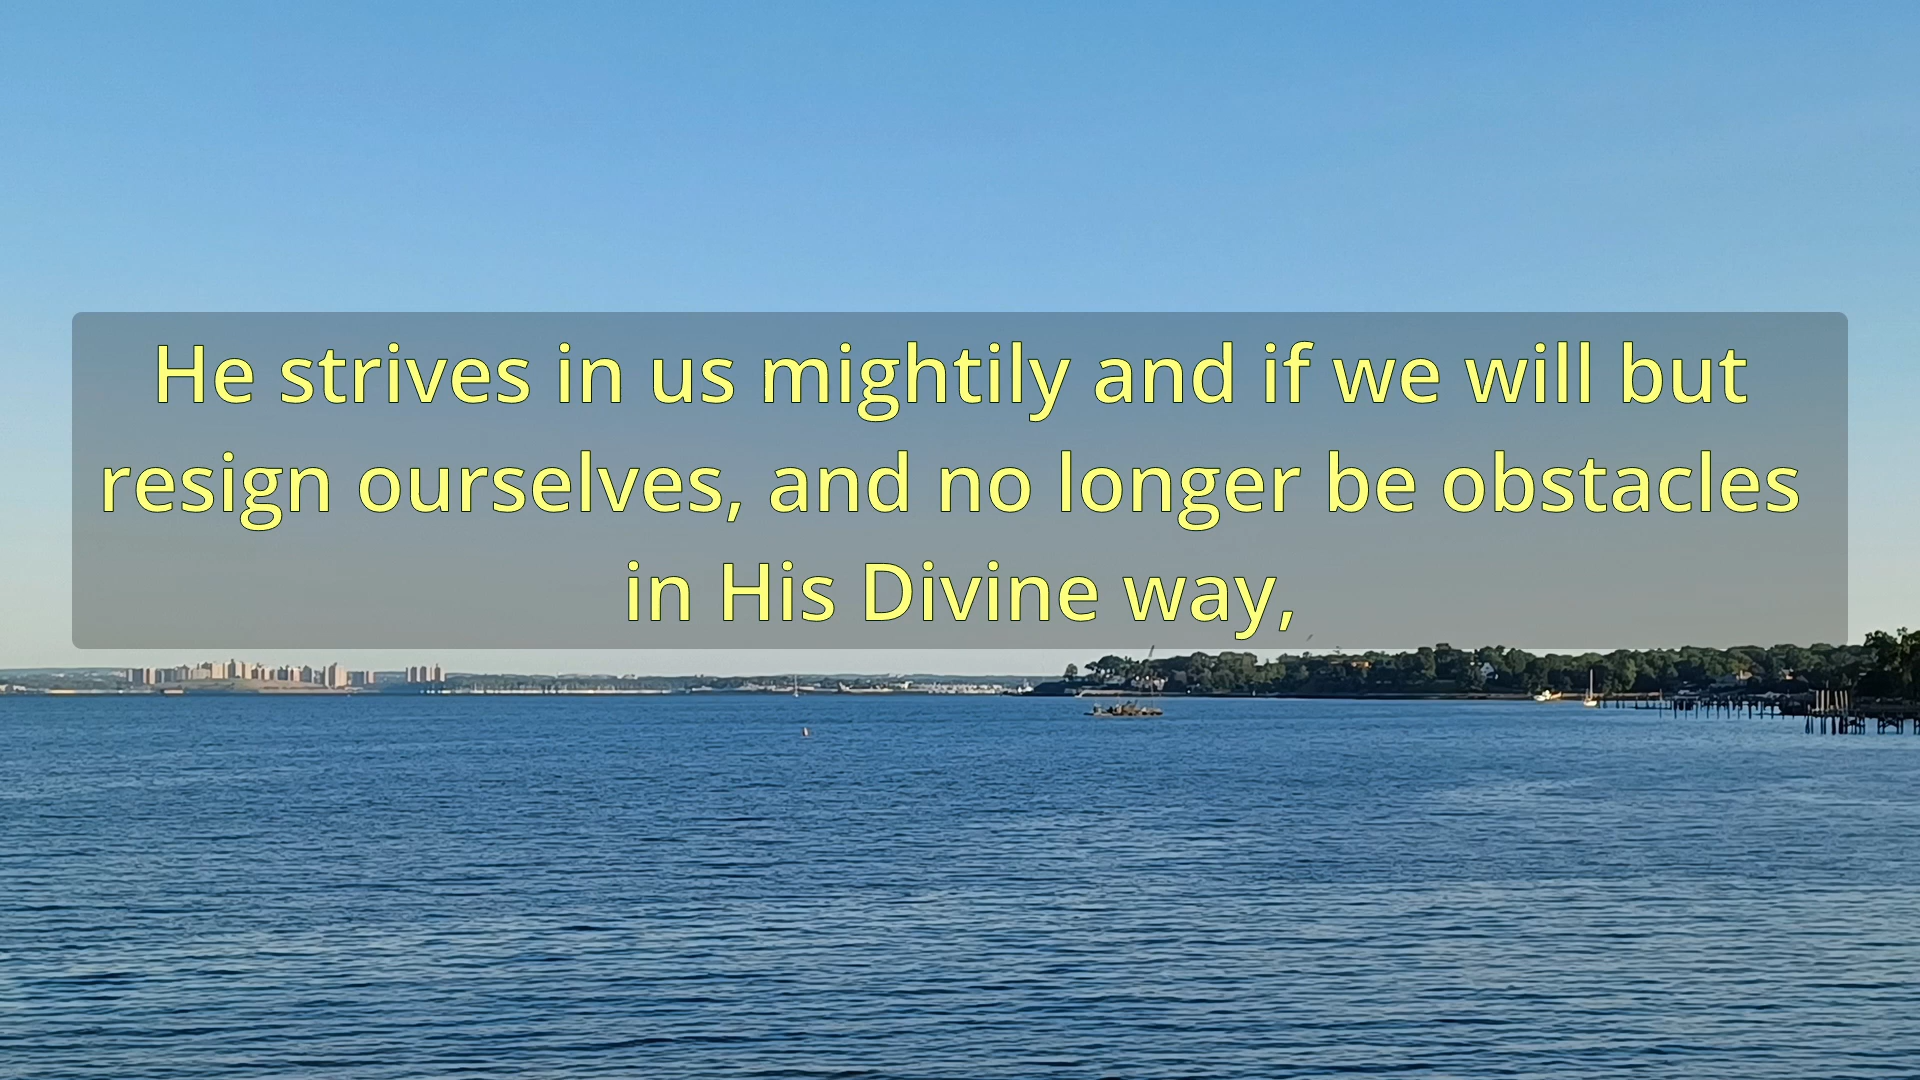 He strives in us mightily and if we will but
resign ourselves, and no longer be obstacles
in His Divine way,